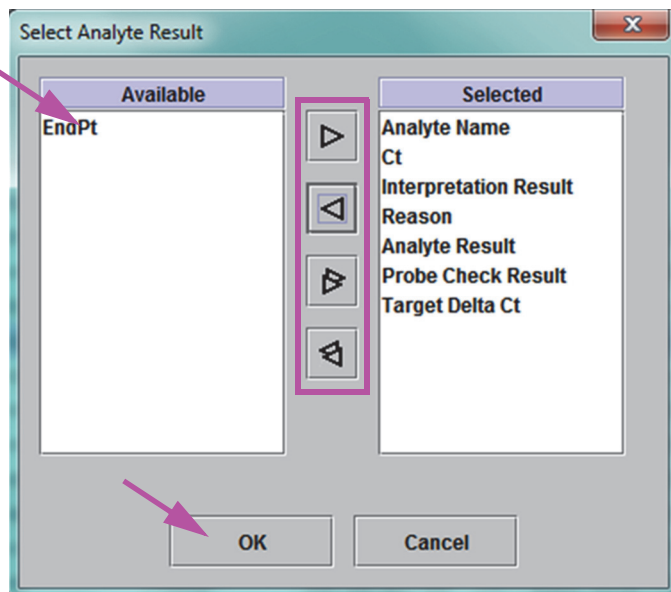 Select Analyte Result
Available
EndPt
Selected
Analyte Name
Ct
Interpretation Result
Reason
Analyte Result
Probe Check Result
Target Delta Ct
OK
Cancel